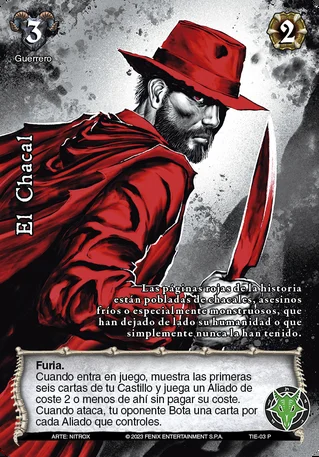 3
2
Guerrero
El Chacal
Las páginas rojas de la historia
están pobladas de chacales, asesinos
fríos o especialmente monstruosos, que
han dejado de lado su humanidad o que
simplemente nunca la han tenido.
Furia.
Cuando entra en juego, muestra las primeras
seis cartas de tu Castillo y juega un Aliado de
coste 2 o menos de ahí sin pagar su coste.
Cuando ataca, tu oponente Bota una carta por
cada Aliado que controles.
ARTE: NITROX
© 2023 FENIX ENTERTAINMENT S.P.A.
TIE-03 P